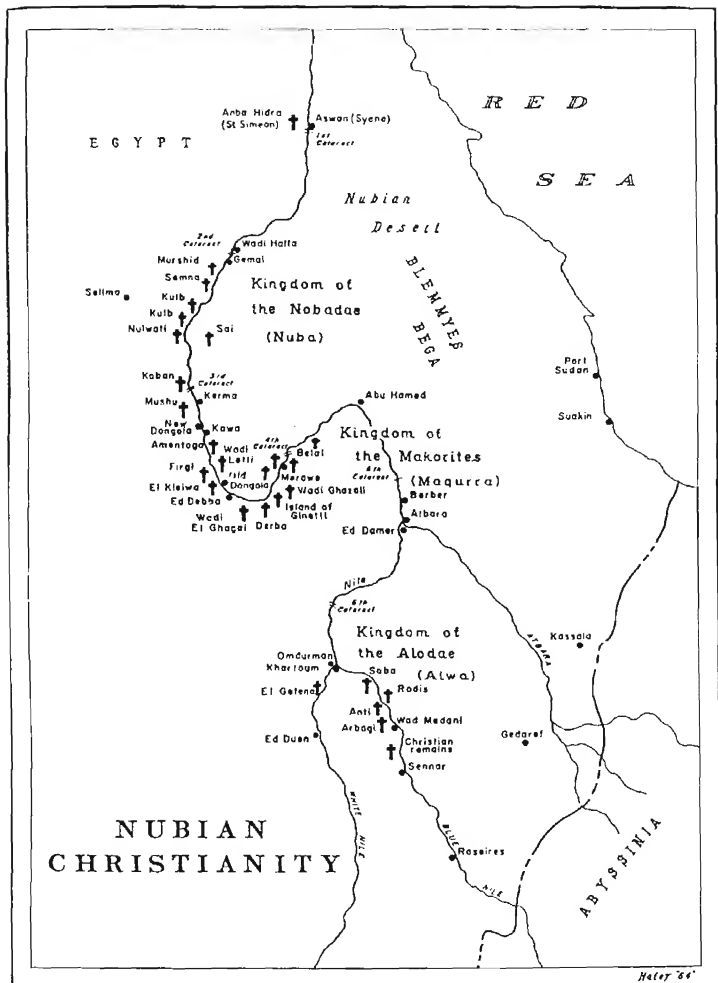 RED
SEA
EGYPT
Anba Hidra
(St Simeon)
Aswan (Syene)
1st
Cataract
Nubian
Desert
2nd
Cataract
Wadi Halfa
Gemai
Murshid
Semna
Selima
Kulb
Kulb
Nulwati
Sai
Kingdom of
the Nobadae
(Nuba)
BLEMMYES
BEGA
Port
Sudan
Suakin
Koban
3rd
Cataract
Kerma
Mushu
New
Dongola
Kawa
Amentogo
Wadi
Letti
Firgi
Old
Dongola
El Kleiwa
Ed Debba
Wadi
El Ghaçai
Derba
Island of
Ginetti
Wadi Ghazali
Merowe
4th
Cataract
Belal
Abu Hamed
Kingdom of
the Makorites
(Maqurra)
5th
Cataract
Berber
Atbara
Ed Damer
Nile
6th
Cataract
ATBARA
Kassala
Kingdom of
the Alodae
(Alwa)
Omdurman
Khartoum
Soba
Rodis
El Getena
Anti
Arbagi
Wad Medani
Christian
remains
Ed Duen
Gedaref
Sennar
WHITE
NILE
BLUE
NILE
Roseires
ABYSSINIA
NUBIAN
CHRISTIANITY